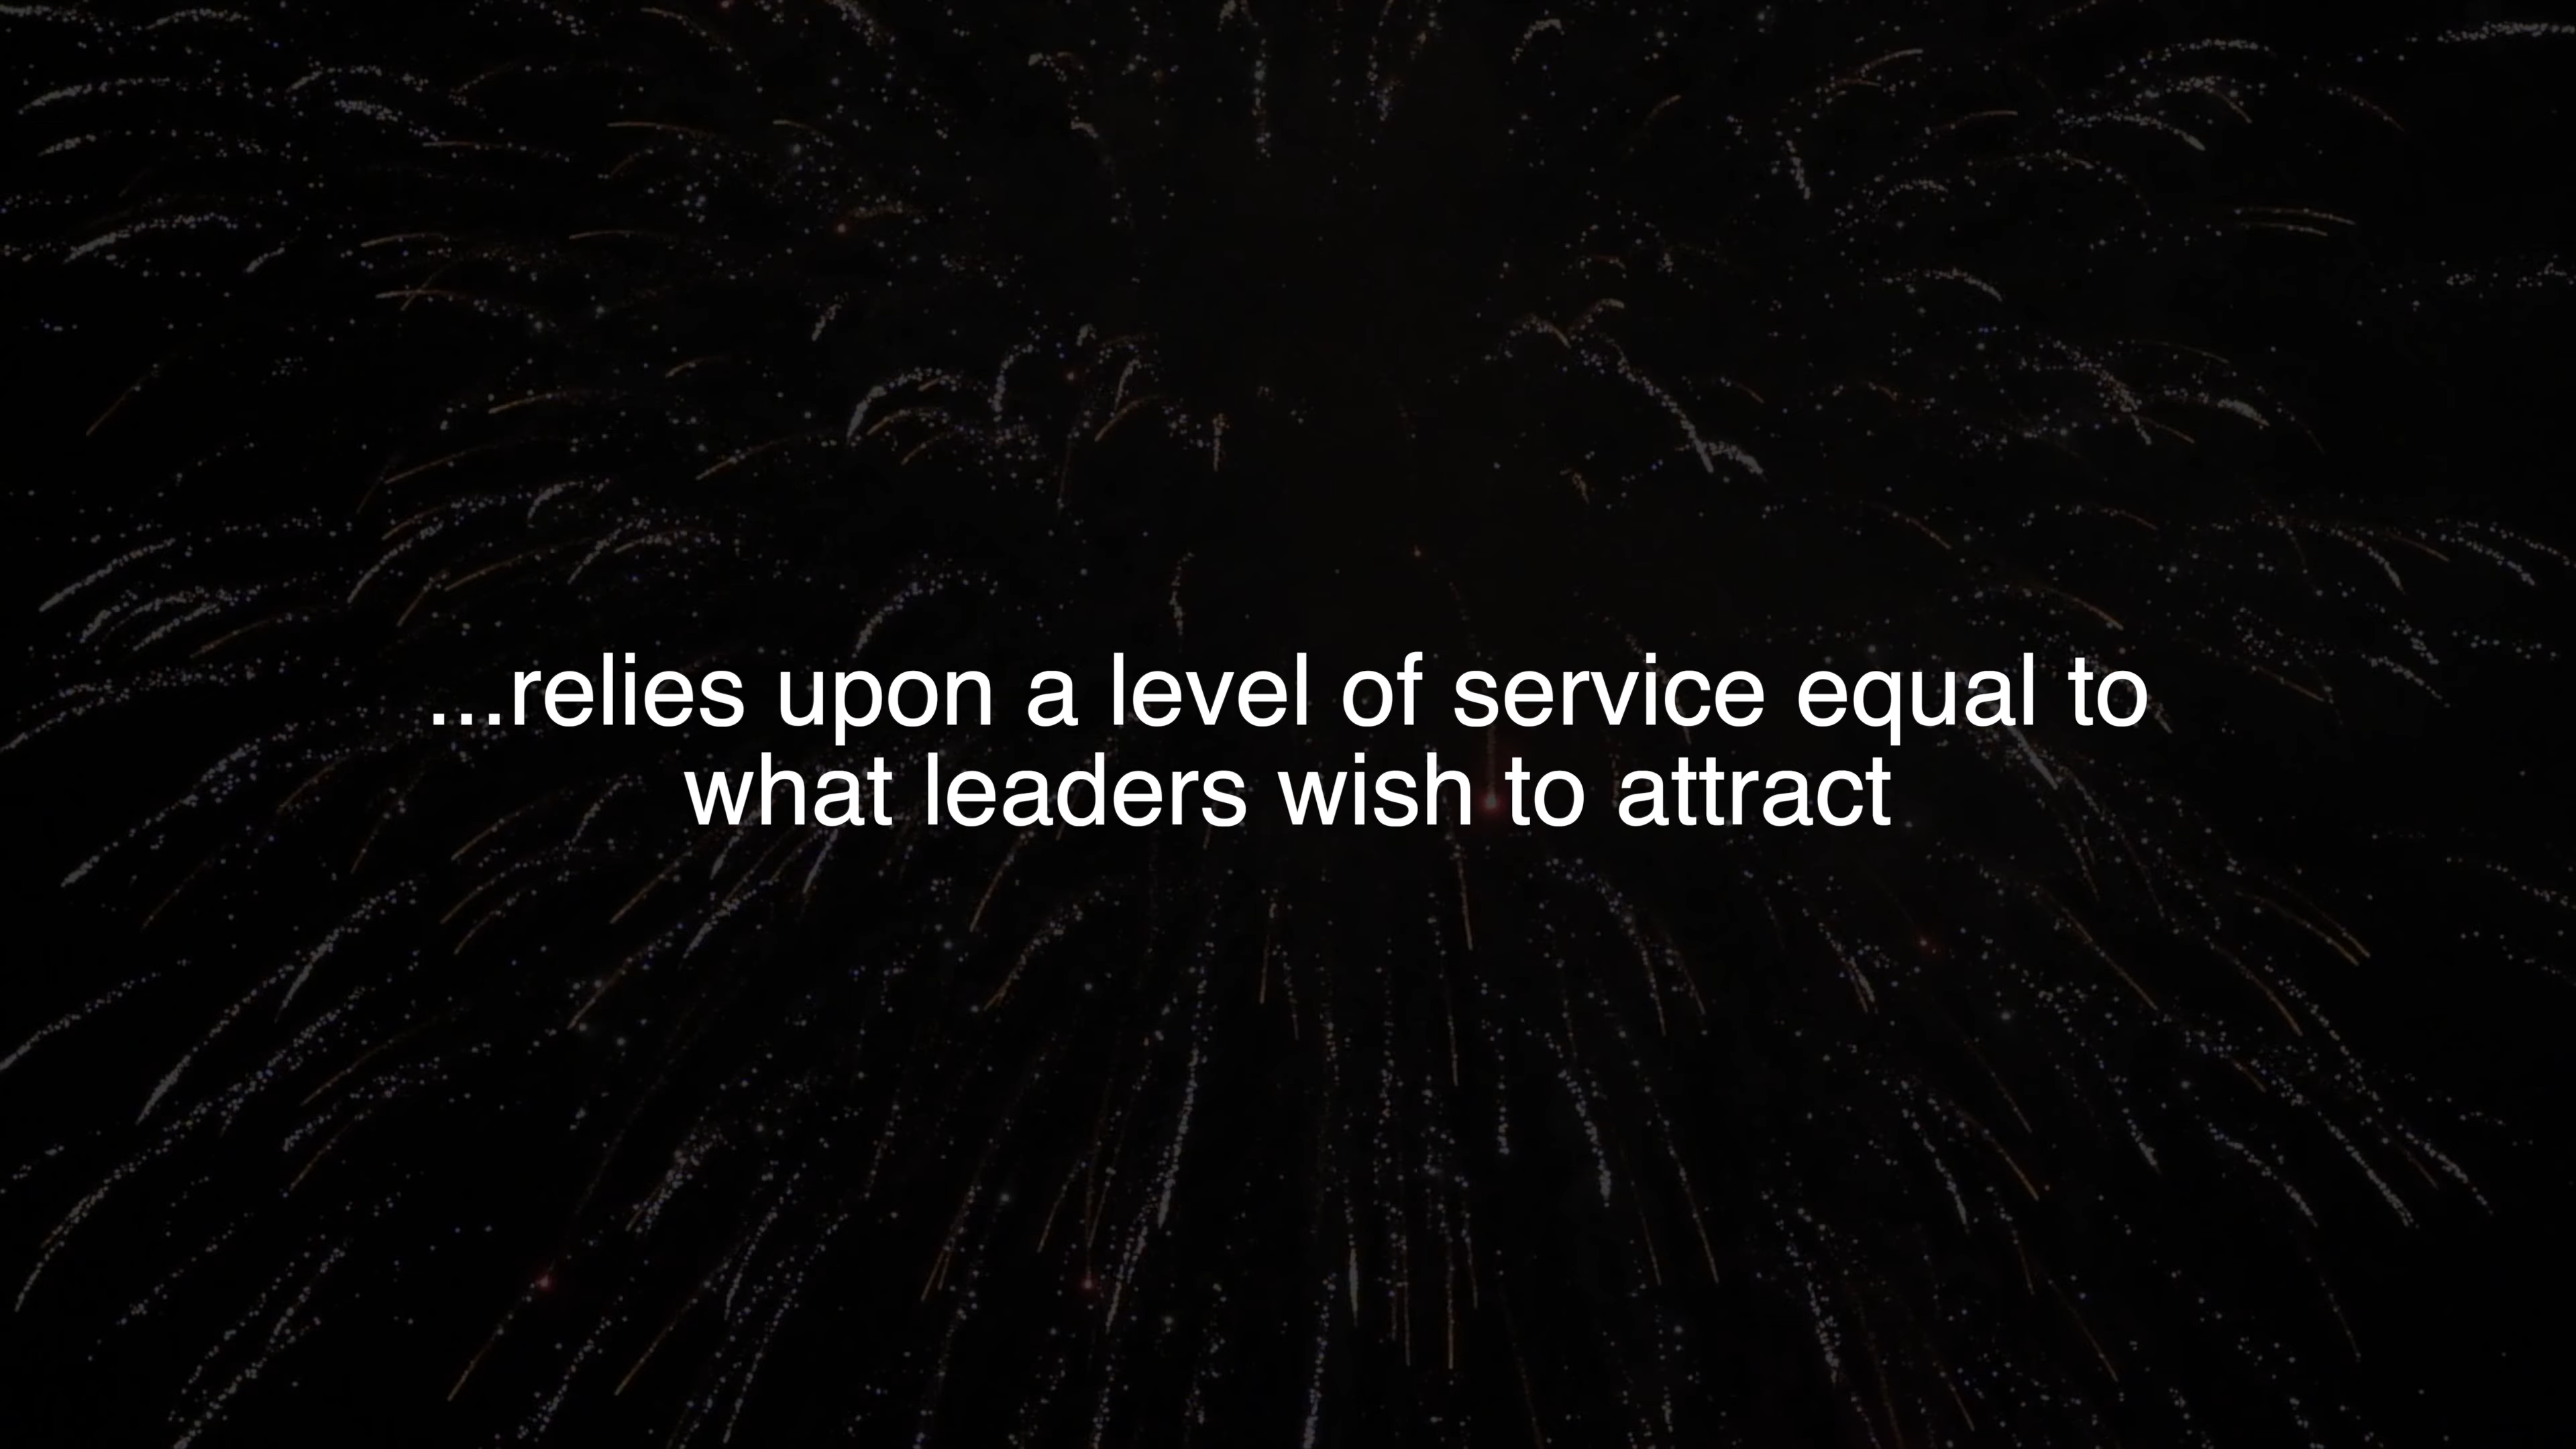 ...relies upon a level of service equal to
what leaders wish to attract